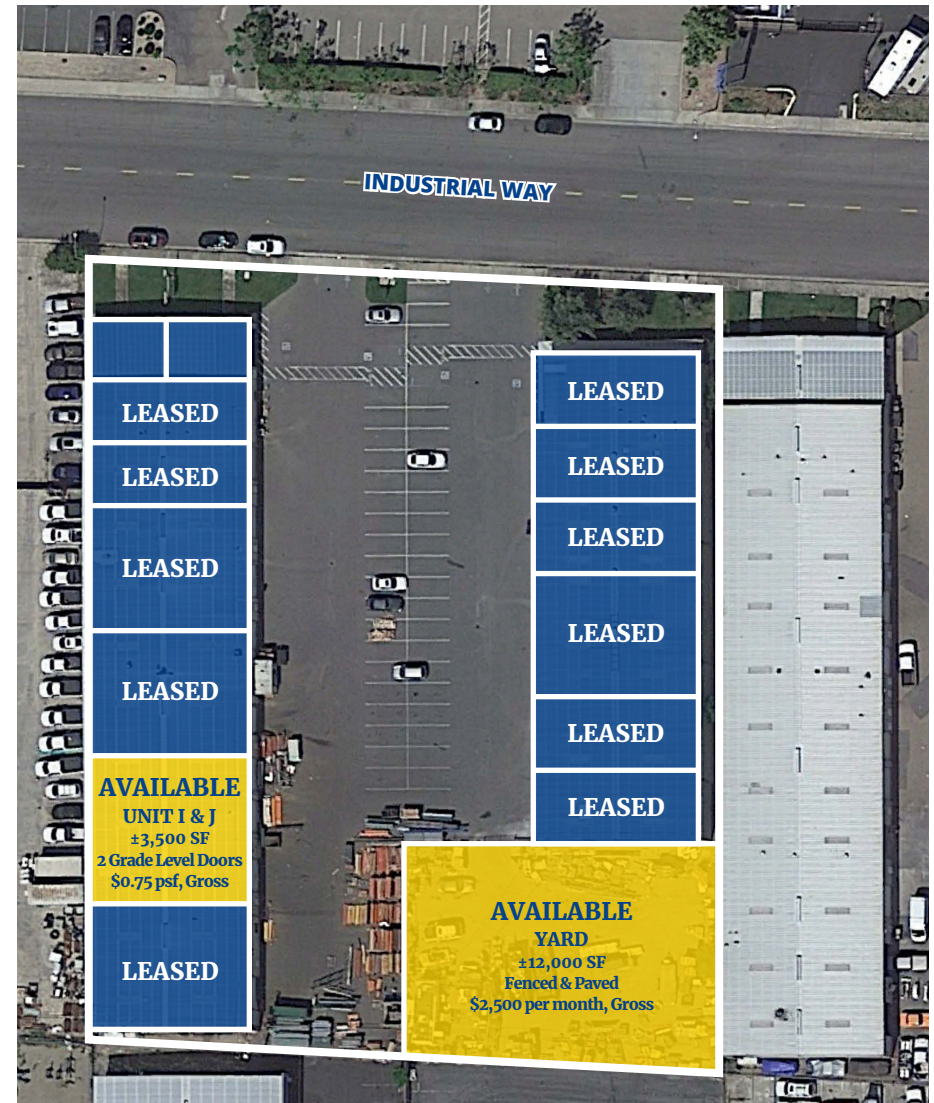 INDUSTRIAL WAY
LEASED
LEASED
LEASED
LEASED
AVAILABLE
UNIT I & J
±3,500 SF
2 Grade Level Doors
$0.75 psf, Gross
LEASED
LEASED
LEASED
LEASED
LEASED
LEASED
LEASED
AVAILABLE
YARD
±12,000 SF
Fenced & Paved
$2,500 per month, Gross